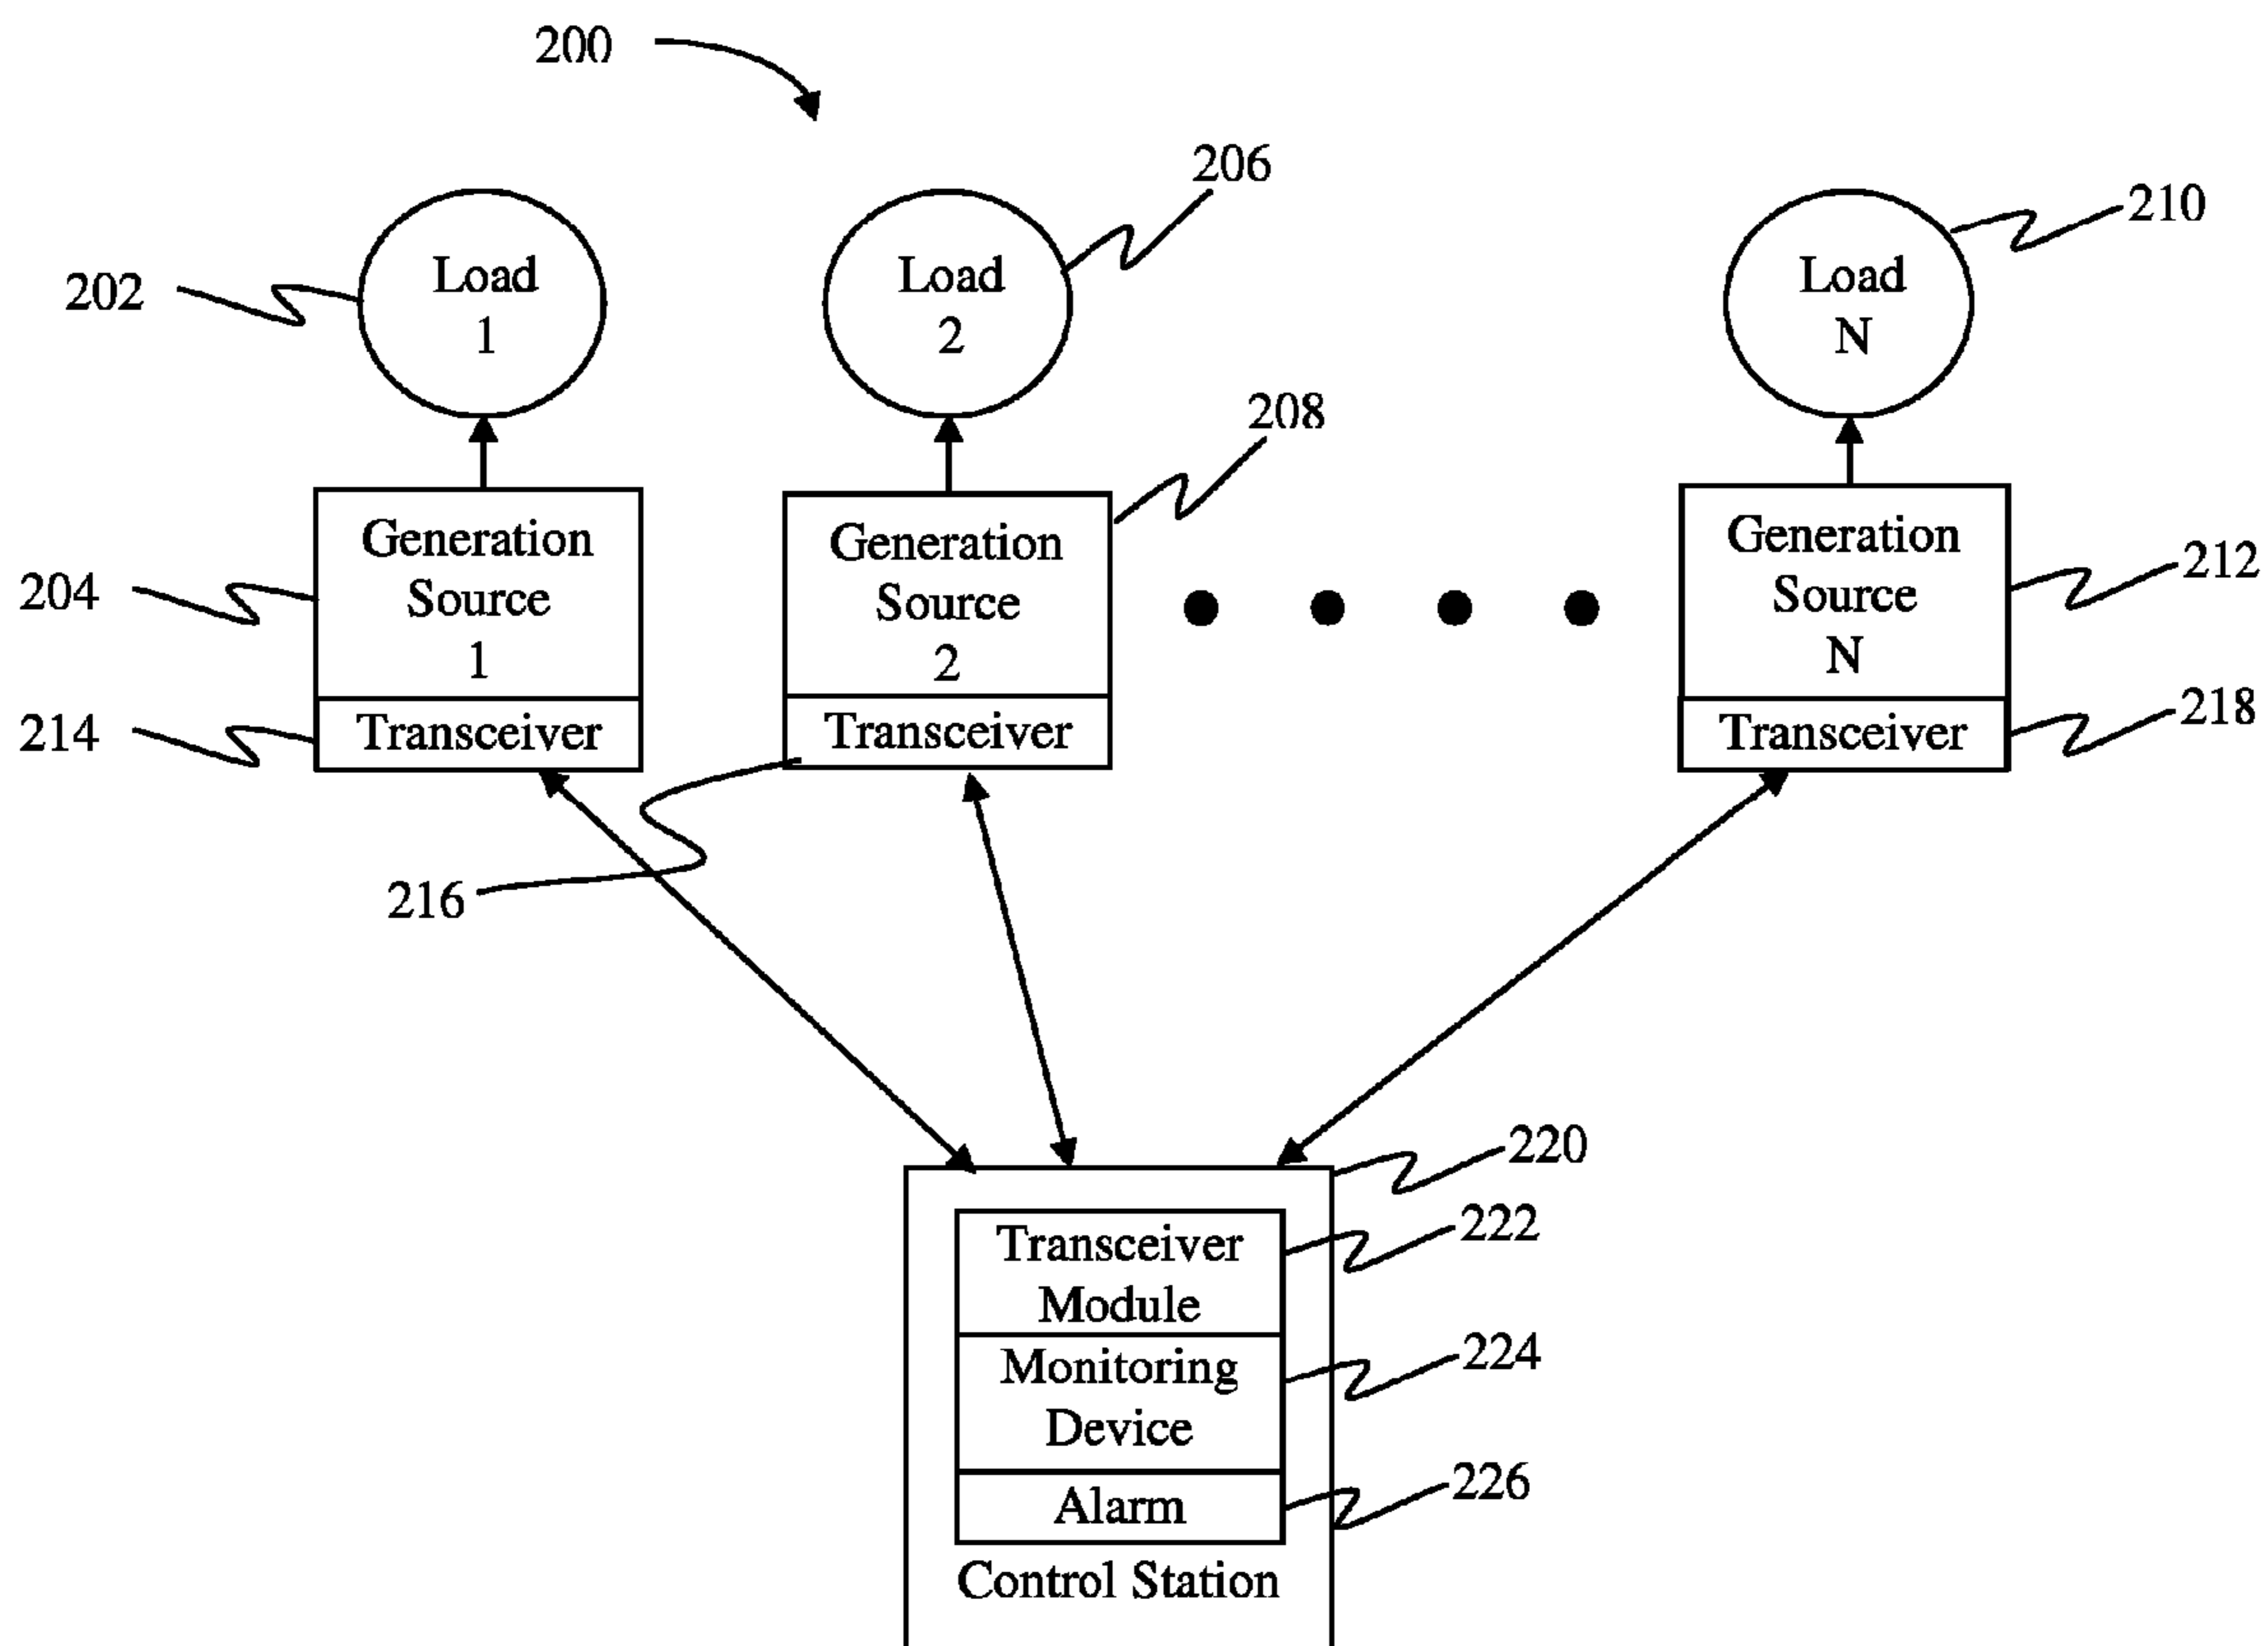 200
206
210
202
Load
1
Load
2
Load
N
208
Generation
Source
1
Generation
Source
2
Generation
Source
N
204
212
214
Transceiver
Transceiver
Transceiver
218
216
220
Transceiver
Module
222
Monitoring
Device
224
Alarm
226
Control Station